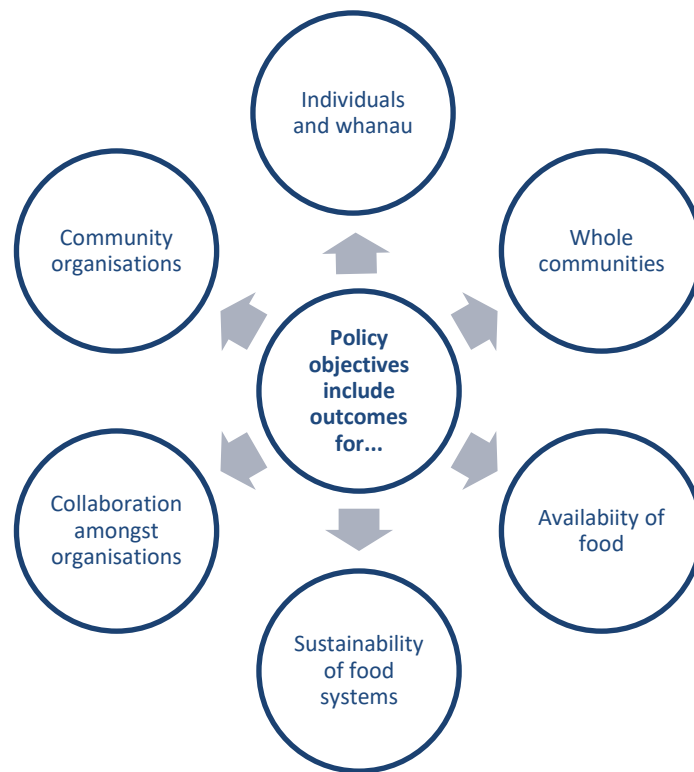 Individuals
and whanau
Community
organisations
Whole
communities
Policy
objectives
include
outcomes
for...
Collaboration
amongst
organisations
Availabiity of
food
Sustainability
of food
systems